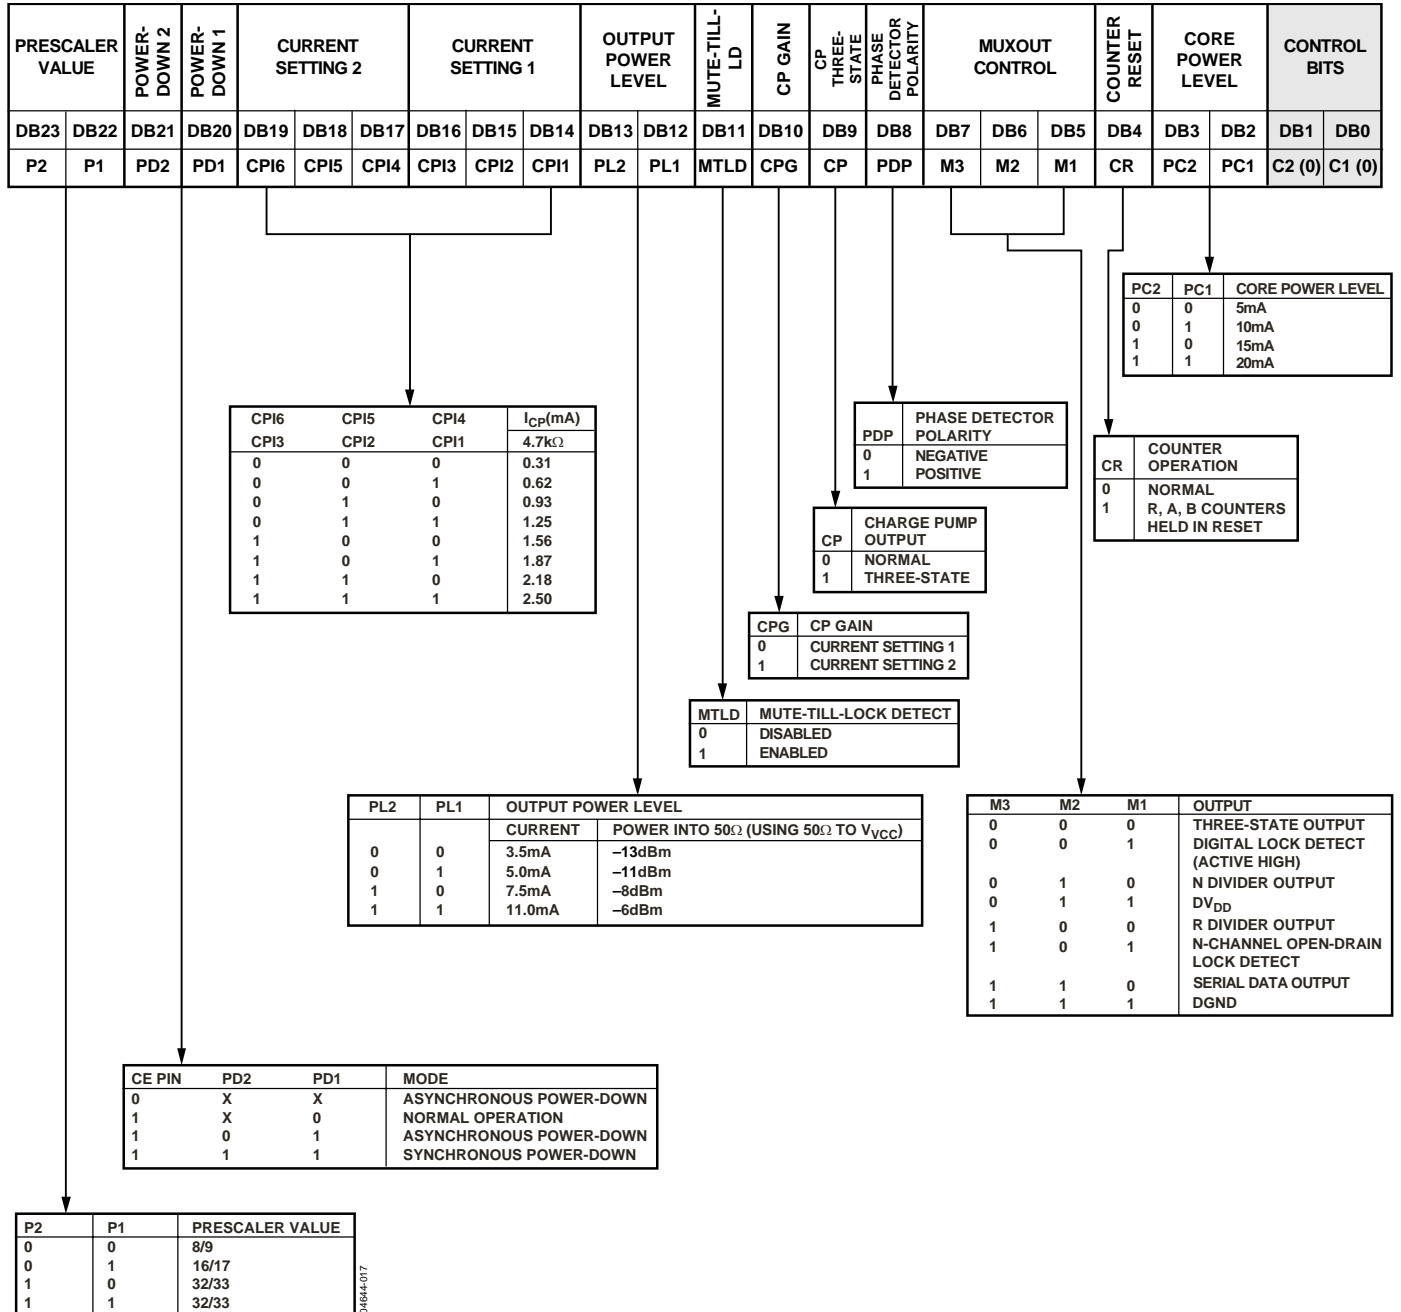 PRESCALER VALUE
POWER-DOWN 2
POWER-DOWN 1
CURRENT SETTING 2
CURRENT SETTING 1
OUTPUT POWER LEVEL
MUTE-TILL-LD
CP GAIN
CP THREE-STATE
PHASE DETECTOR POLARITY
MUXOUT CONTROL
COUNTER RESET
CORE POWER LEVEL
CONTROL BITS
DB23 DB22 DB21 DB20 DB19 DB18 DB17 DB16 DB15 DB14 DB13 DB12 DB11 DB10 DB9 DB8 DB7 DB6 DB5 DB4 DB3 DB2 DB1 DB0
P2 P1 PD2 PD1 CPI6 CPI5 CPI4 CPI3 CPI2 CPI1 PL2 PL1 MTLD CPG CP PDP M3 M2 M1 CR PC2 PC1 C2 (0) C1 (0)
PC2 PC1 CORE POWER LEVEL
0 0 5mA
0 1 10mA
1 0 15mA
1 1 20mA
CPI6 CPI5 CPI4 ICP(mA)
CPI3 CPI2 CPI1 4.7kΩ
0 0 0 0.31
0 0 1 0.62
0 1 0 0.93
0 1 1 1.25
1 0 0 1.56
1 0 1 1.87
1 1 0 2.18
1 1 1 2.50
PDP PHASE DETECTOR POLARITY
0 NEGATIVE
1 POSITIVE
CR COUNTER OPERATION
0 NORMAL
1 R, A, B COUNTERS
HELD IN RESET
CP CHARGE PUMP OUTPUT
0 NORMAL
1 THREE-STATE
CPG CP GAIN
0 CURRENT SETTING 1
1 CURRENT SETTING 2
MTLD MUTE-TILL-LOCK DETECT
0 DISABLED
1 ENABLED
PL2 PL1 OUTPUT POWER LEVEL
CURRENT POWER INTO 50Ω (USING 50Ω TO VVCC)
0 0 3.5mA –13dBm
0 1 5.0mA –11dBm
1 0 7.5mA –8dBm
1 1 11.0mA –6dBm
M3 M2 M1 OUTPUT
0 0 0 THREE-STATE OUTPUT
0 0 1 DIGITAL LOCK DETECT
(ACTIVE HIGH)
0 1 0 N DIVIDER OUTPUT
0 1 1 DVDD
1 0 0 R DIVIDER OUTPUT
1 0 1 N-CHANNEL OPEN-DRAIN
LOCK DETECT
1 1 0 SERIAL DATA OUTPUT
1 1 1 DGND
CE PIN PD2 PD1 MODE
0 X X ASYNCHRONOUS POWER-DOWN
1 X 0 NORMAL OPERATION
1 0 1 ASYNCHRONOUS POWER-DOWN
1 1 1 SYNCHRONOUS POWER-DOWN
P2 P1 PRESCALER VALUE
0 0 8/9
0 1 16/17
1 0 32/33
1 1 32/33
04644-017